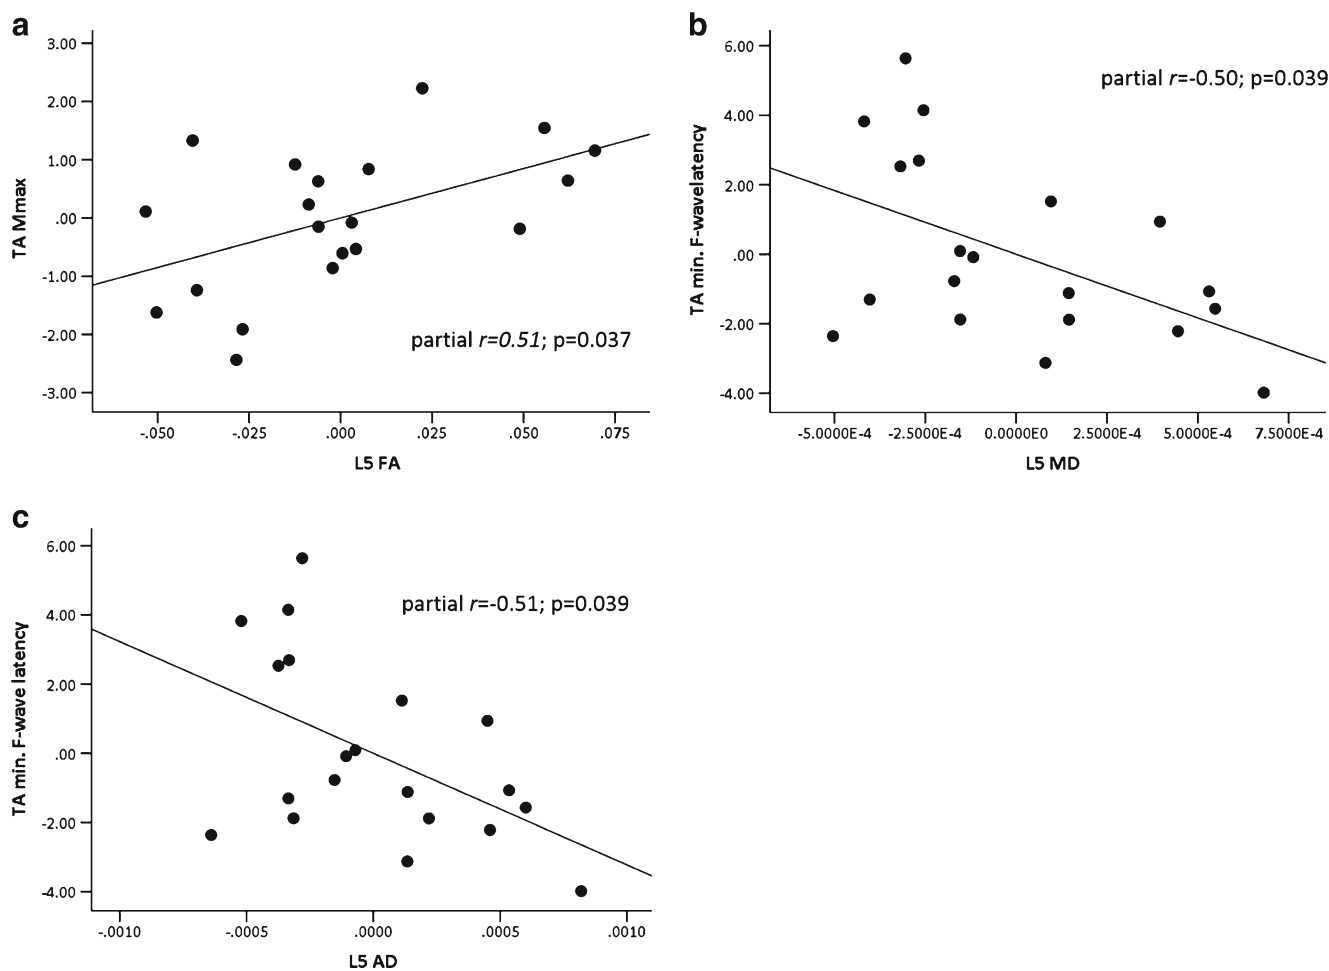 a
3.00
2.00
1.00
.00
-1.00
-2.00
-3.00
TA Mmax
partial r=0.51; p=0.037
-.050 -.025 .000 .025 .050 .075
L5 FA
b
6.00
4.00
2.00
.00
-2.00
-4.00
TA min. F-wavelatency
partial r=-0.50; p=0.039
-5.0000E-4 -2.5000E-4 0.0000E0 2.5000E-4 5.0000E-4 7.5000E-4
L5 MD
c
6.00
4.00
2.00
.00
-2.00
-4.00
TA min. F-wave latency
partial r=-0.51; p=0.039
-.0010 -.0005 .0000 .0005 .0010
L5 AD